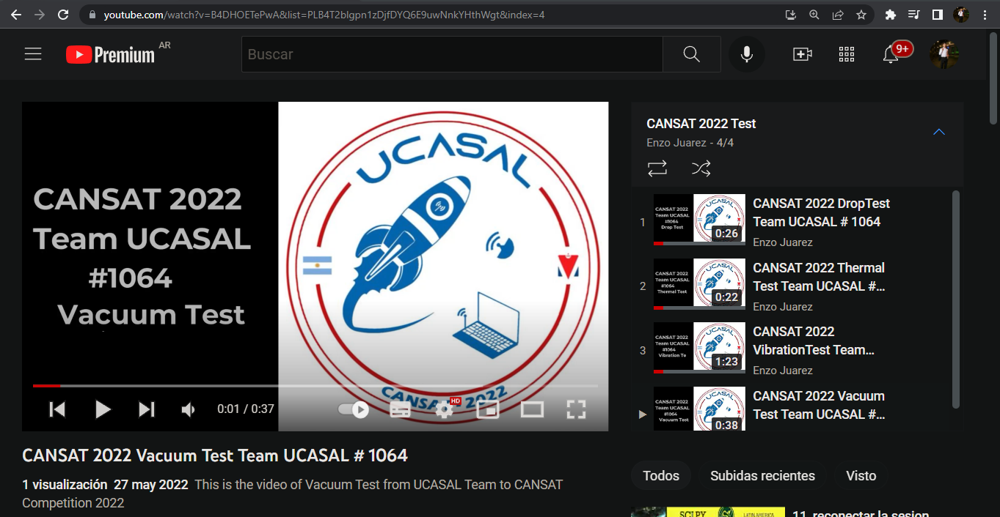 youtube.com/watch?v=B4DHOETePwA&list=PLB4T2bIgpn1zDjfDYQ6E9uwNnkYHthWgt&index=4
Premium AR
Buscar
9+
CANSAT 2022
Team UCASAL
#1064
Vacuum Test
UCASAL
CANSAT 2022
0:01 / 0:37
HD
CANSAT 2022 Vacuum Test Team UCASAL # 1064
1 visualización 27 may 2022 This is the video of Vacuum Test from UCASAL Team to CANSAT
Competition 2022
CANSAT 2022 Test
Enzo Juarez - 4/4
1
CANSAT 2022
Team UCASAL
#1064
Drop Test
UCASAL
0:26
CANSAT 2022 DropTest
Team UCASAL # 1064
Enzo Juarez
2
CANSAT 2022
Team UCASAL
#1064
Thermal Test
UCASAL
0:22
CANSAT 2022 Thermal
Test Team UCASAL #...
Enzo Juarez
3
CANSAT 2022
Team UCASAL
#1064
Vibration Te
UCASAL
1:23
CANSAT 2022
VibrationTest Team...
Enzo Juarez
CANSAT 2022
Team UCASAL
#1064
Vacuum Test
UCASAL
0:38
CANSAT 2022 Vacuum
Test Team UCASAL #...
Todos
Subidas recientes
Visto
SCIPY
LATIN AMERICA
11. reconectar la sesion